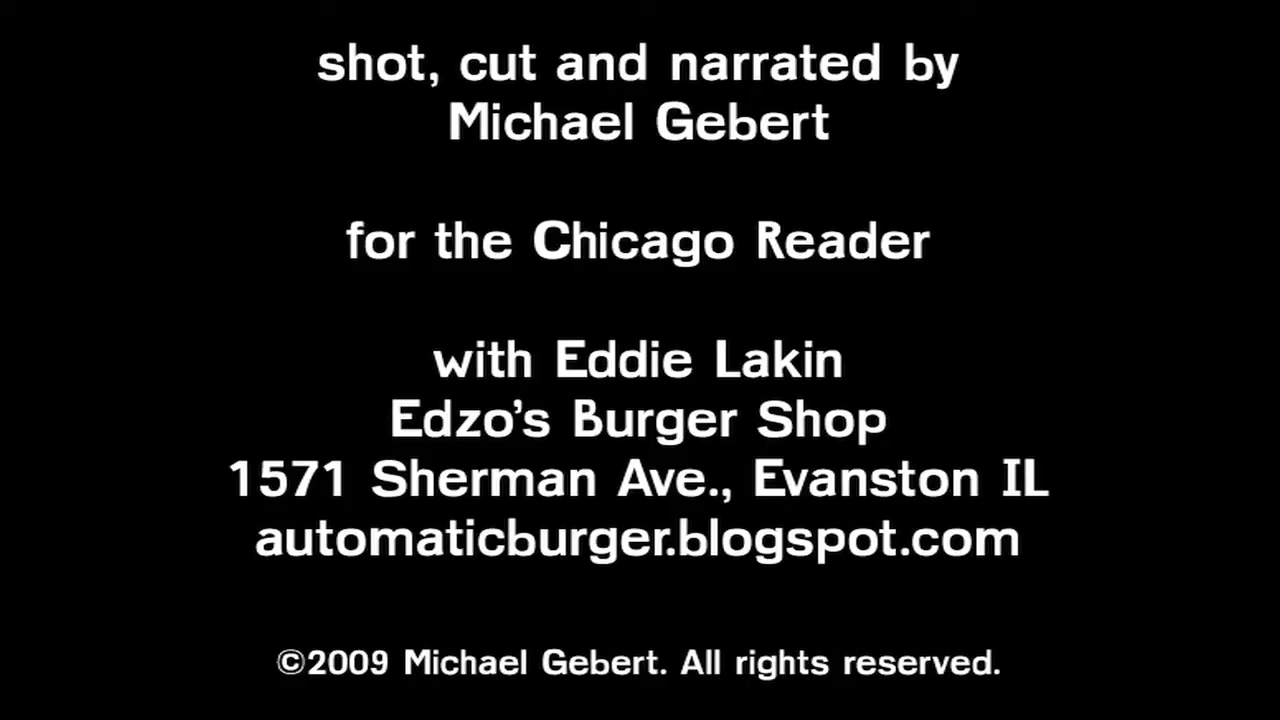 shot, cut and narrated by
Michael Gebert
for the Chicago Reader
with Eddie Lakin
Edzo's Burger Shop
1571 Sherman Ave., Evanston IL
automaticburger.blogspot.com
©2009 Michael Gebert. All rights reserved.